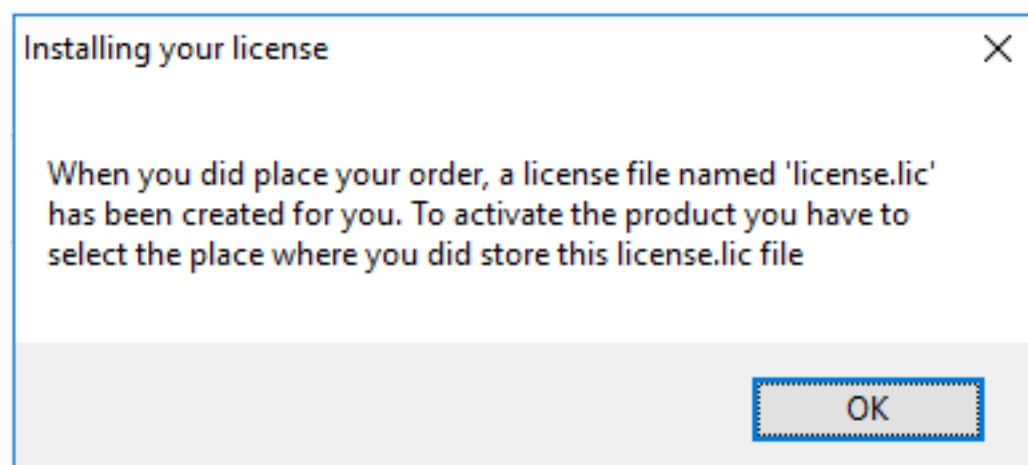 Installing your license
When you did place your order, a license file named 'license.lic'
has been created for you. To activate the product you have to
select the place where you did store this license.lic file
OK